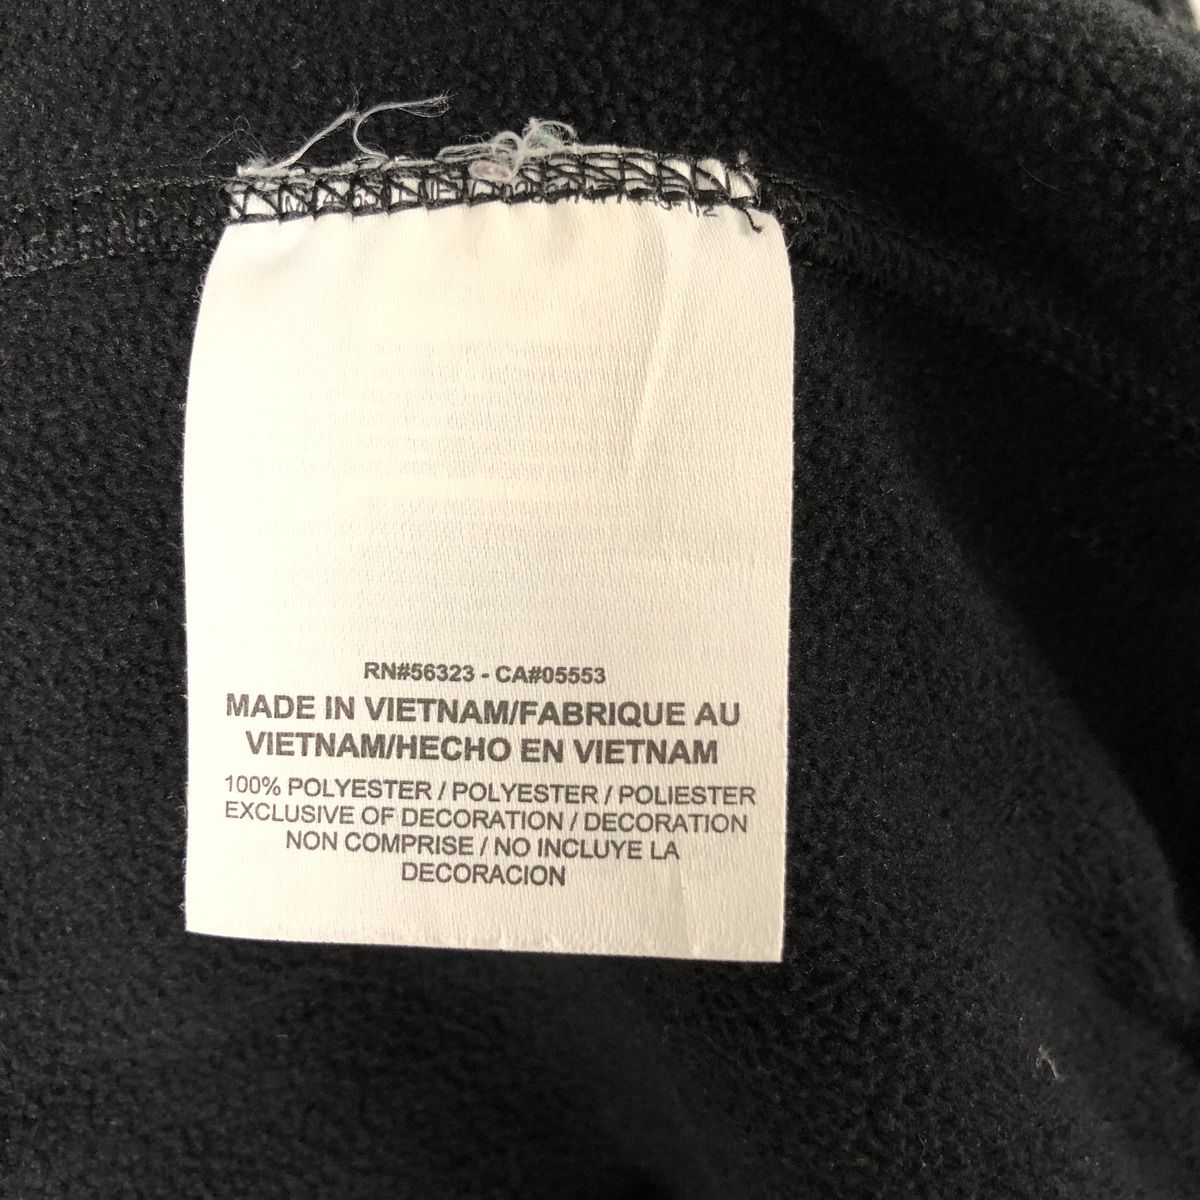 RN#56323 - CA#05553
MADE IN VIETNAM/FABRIQUE AU
VIETNAM/HECHO EN VIETNAM
100% POLYESTER / POLYESTER / POLIESTER
EXCLUSIVE OF DECORATION / DECORATION
NON COMPRISE / NO INCLUYE LA
DECORACION